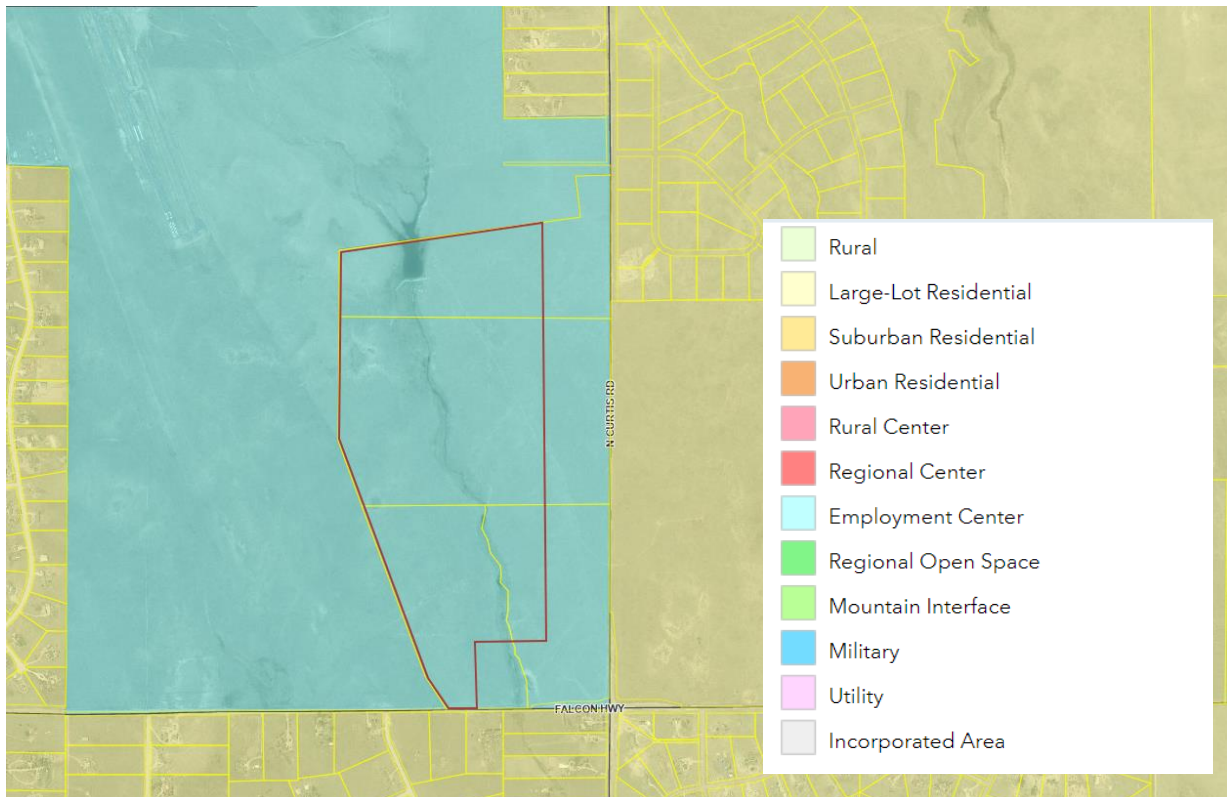 Rural
Large-Lot Residential
Suburban Residential
Urban Residential
Rural Center
N CURTIS RD
Regional Center
Employment Center
Regional Open Space
Mountain Interface
Military
Utility
FALCON HWY
Incorporated Area